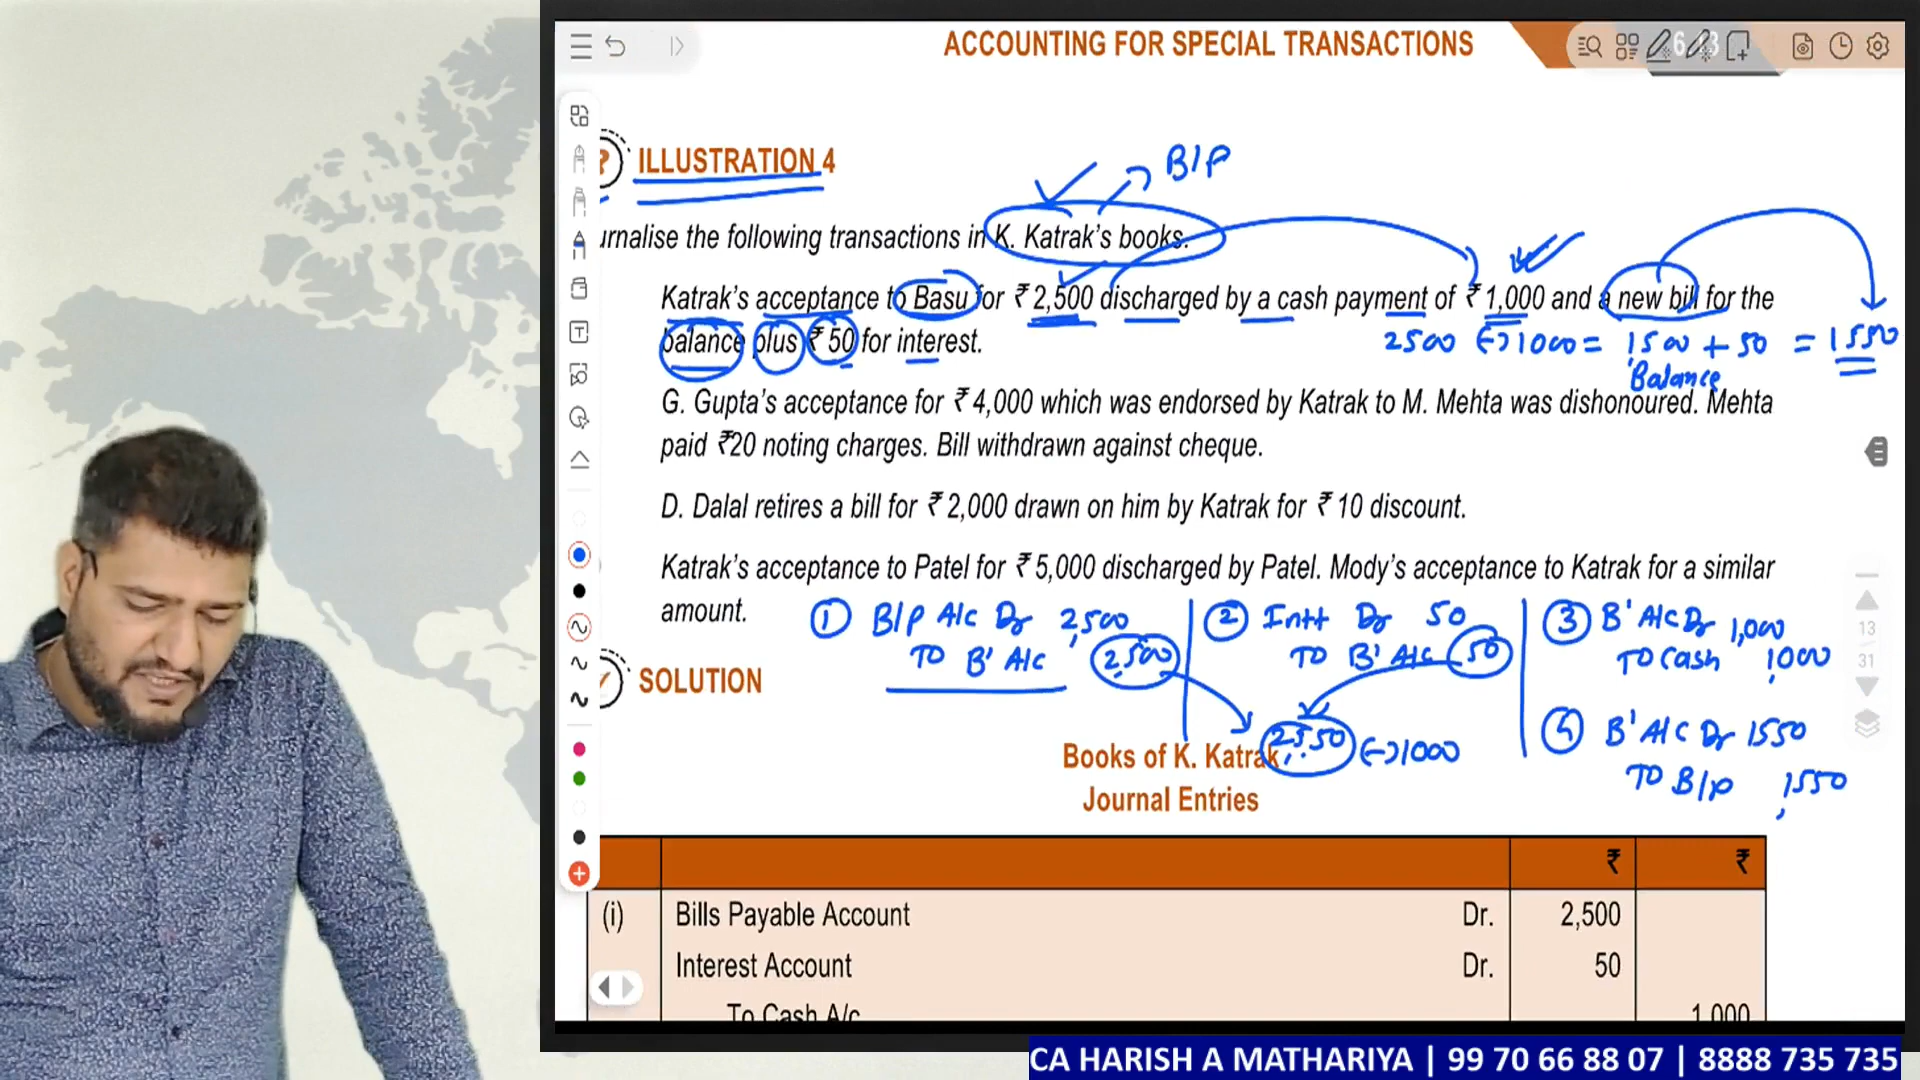 ACCOUNTING FOR SPECIAL TRANSACTIONS
ILLUSTRATION 4
B/P
urnalise the following transactions in K. Katrak's books.
Katrak's acceptance to Basu for ₹ 2,500 discharged by a cash payment of ₹ 1,000 and a new bill for the
balance plus ₹ 50 for interest.
2500 (-) 1000 = 1500 + 50 = 1550
Balance
G. Gupta's acceptance for ₹ 4,000 which was endorsed by Katrak to M. Mehta was dishonoured. Mehta
paid ₹20 noting charges. Bill withdrawn against cheque.
D. Dalal retires a bill for ₹ 2,000 drawn on him by Katrak for ₹ 10 discount.
Katrak's acceptance to Patel for ₹ 5,000 discharged by Patel. Mody's acceptance to Katrak for a similar
amount.
① B/P A/c Dr 2,500
TO B' A/c 2,500
② Intt Dr 50
TO B' A/c 50
③ B' A/c Dr 1,000
TO Cash 1,000
2550 (-) 1000
④ B' A/c Dr 1550
TO B/p 1,550
13
31
SOLUTION
Books of K. Katrak
Journal Entries
₹ ₹
(i) Bills Payable Account Dr. 2,500
Interest Account Dr. 50
To Cash A/c 1,000
CA HARISH A MATHARIYA | 99 70 66 88 07 | 8888 735 735